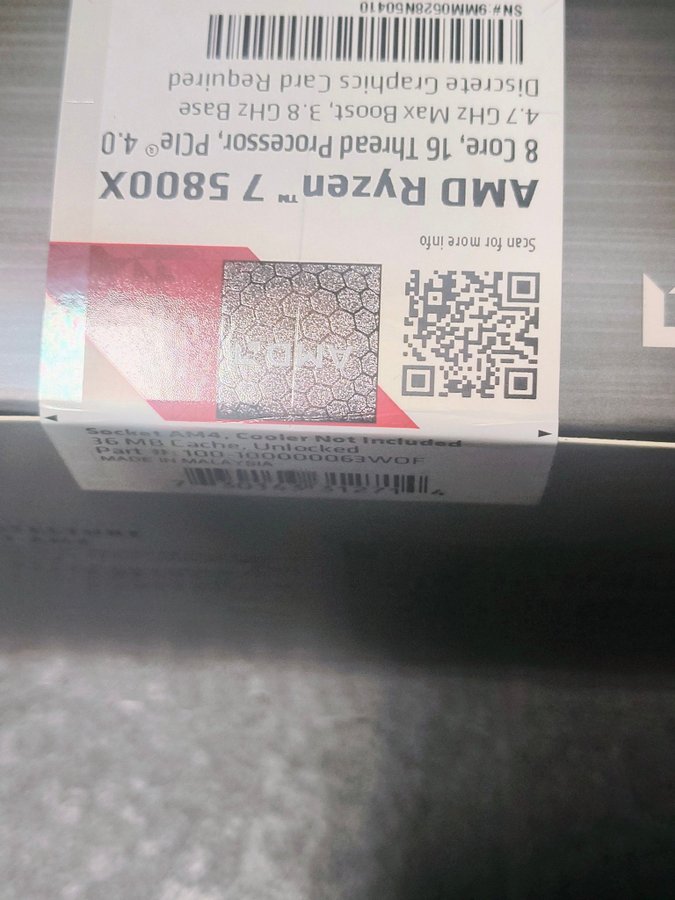 SN#:9MM0528N50410
Discrete Graphics Card Required
4.7 GHz Max Boost, 3.8 GHz Base
8 Core, 16 Thread Processor, PCIe® 4.0
AMD Ryzen™ 7 5800X
Scan for more info
AMD
Socket AM4, Cooler Not Included
36 MB Cache, Unlocked
Part #: 100-100000063WOF
MADE IN MALAYSIA